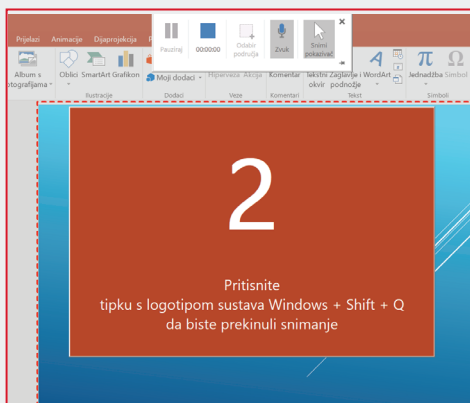 Prijelazi Animacije Dijaprojekcija
Pauziraj 00:00:00 Odabir područja Zvuk Snimi pokazivač
Album s fotografijama Oblici SmartArt Grafikon Moji dodaci Hiperveza Akcija Komentar Tekstni okvir Zaglavlje i podnožje WordArt Jednadžba Simbol
Ilustracije Dodaci Veze Komentari Tekst Simboli
2
Pritisnite
tipku s logotipom sustava Windows + Shift + Q
da biste prekinuli snimanje